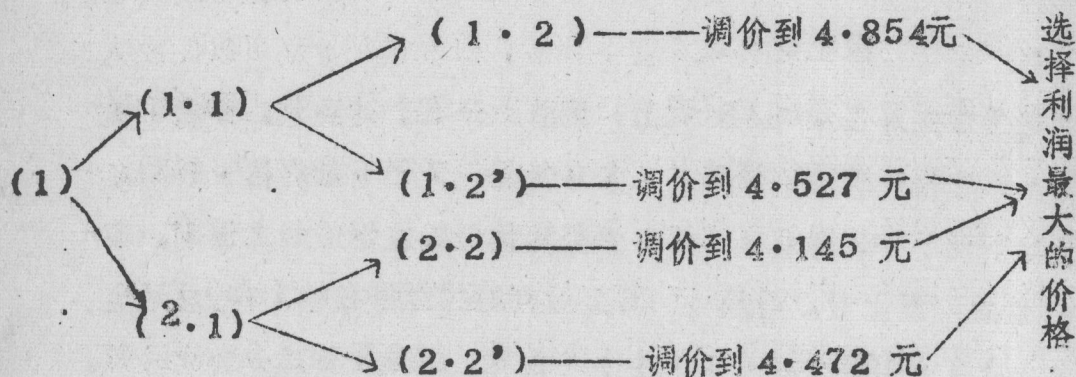 (1·2)———调价到 4·854元
(1·1)
(1)
(1·2’)—— 调价到 4·527 元
(2·2)——调价到 4·145 元
(2·1)
(2·2’)—— 调价到 4·472 元
选择利润最大的价格